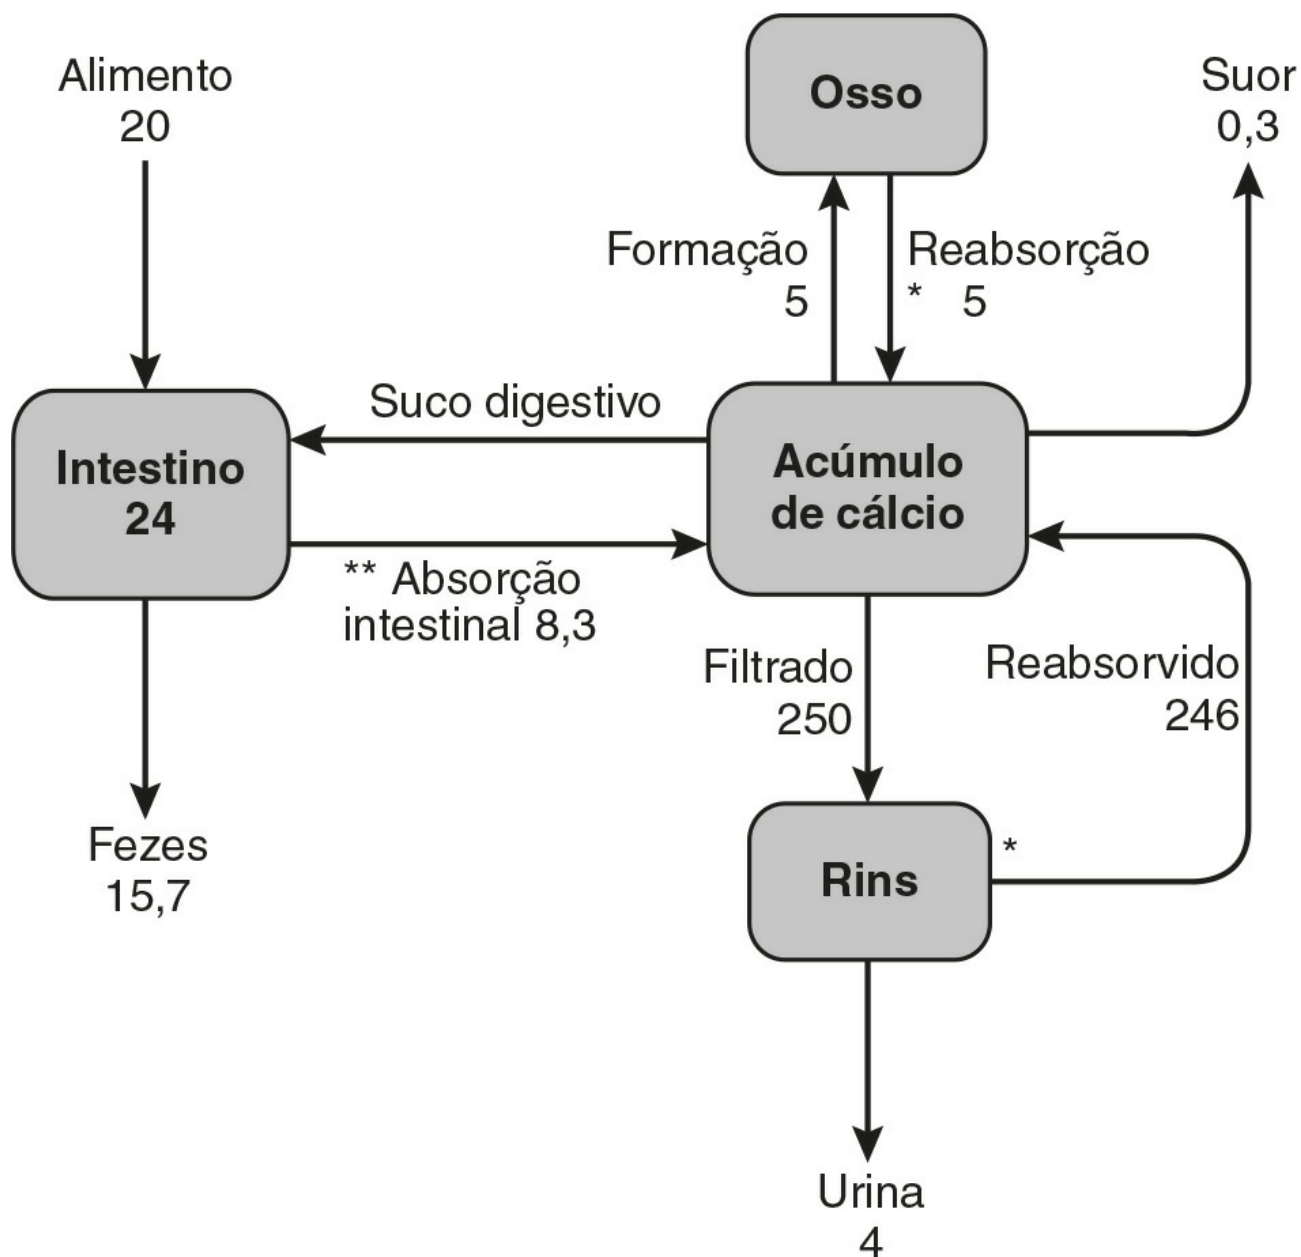 Alimento
20
Osso
Suor
0,3
Formação
5
Reabsorção
* 5
Suco digestivo
Intestino
24
Acúmulo
de cálcio
** Absorção
intestinal 8,3
Filtrado
250
Reabsorvido
246
Fezes
15,7
Rins
*
Urina
4